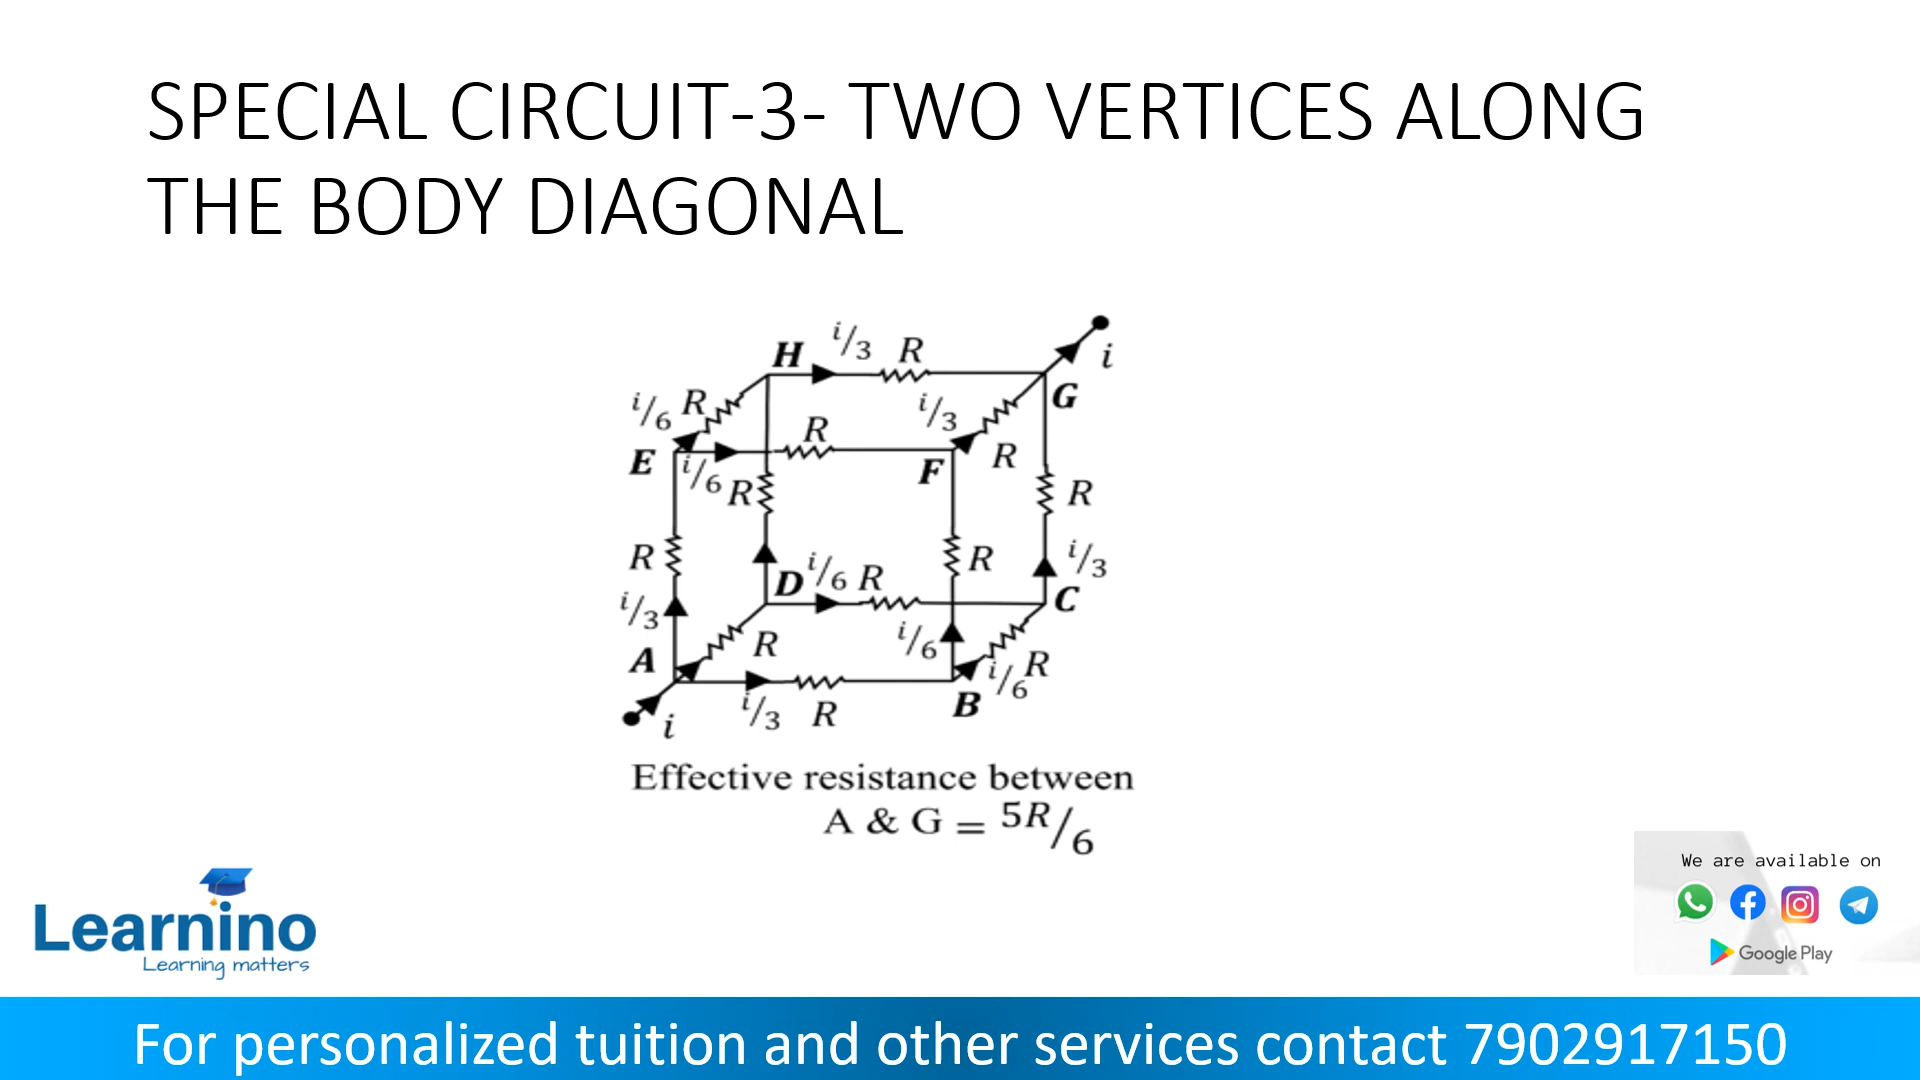 SPECIAL CIRCUIT-3- TWO VERTICES ALONG
THE BODY DIAGONAL
i/3 R
H
i
G
i/6 R
i/3
R
R
E
i/6
F
R
R
R
R
i/3
i/3
D
i/6 R
C
R
i/6
A
R
i/6
B
i
i/3 R
Effective resistance between
A & G = 5R/6
We are available on
Google Play
Learnino
Learning matters
For personalized tuition and other services contact 7902917150